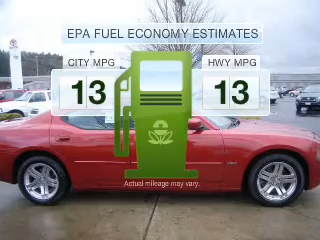 EPA FUEL ECONOMY ESTIMATES
CITY MPG
HWY MPG
13
13
Actual mileage may vary.